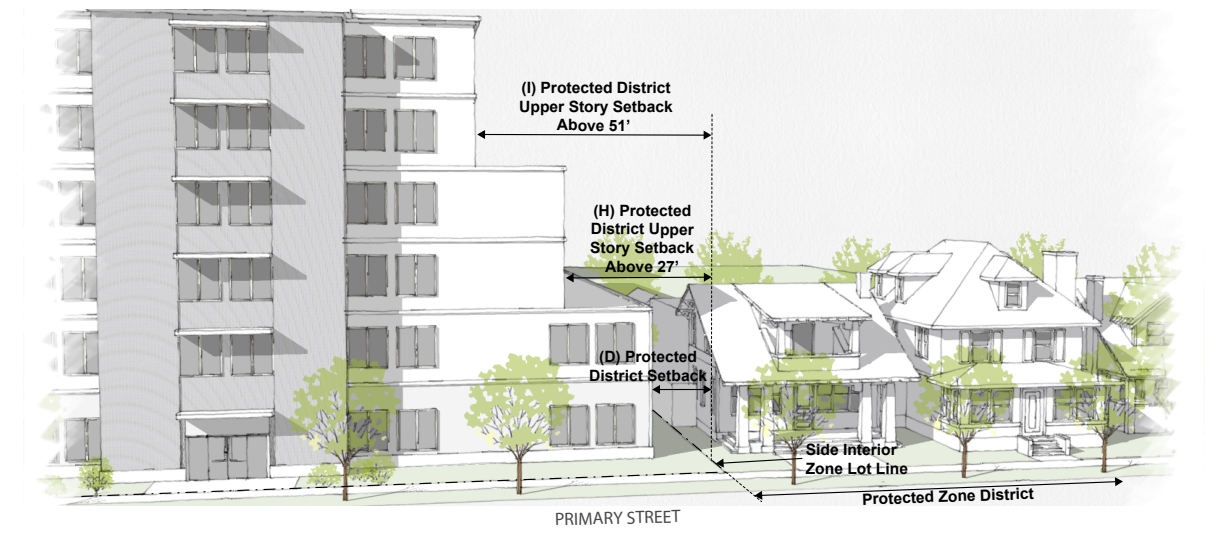 (I) Protected District
Upper Story Setback
Above 51’
(H) Protected
District Upper
Story Setback
Above 27’
(D) Protected
District Setback
Side Interior
Zone Lot Line
Protected Zone District
PRIMARY STREET